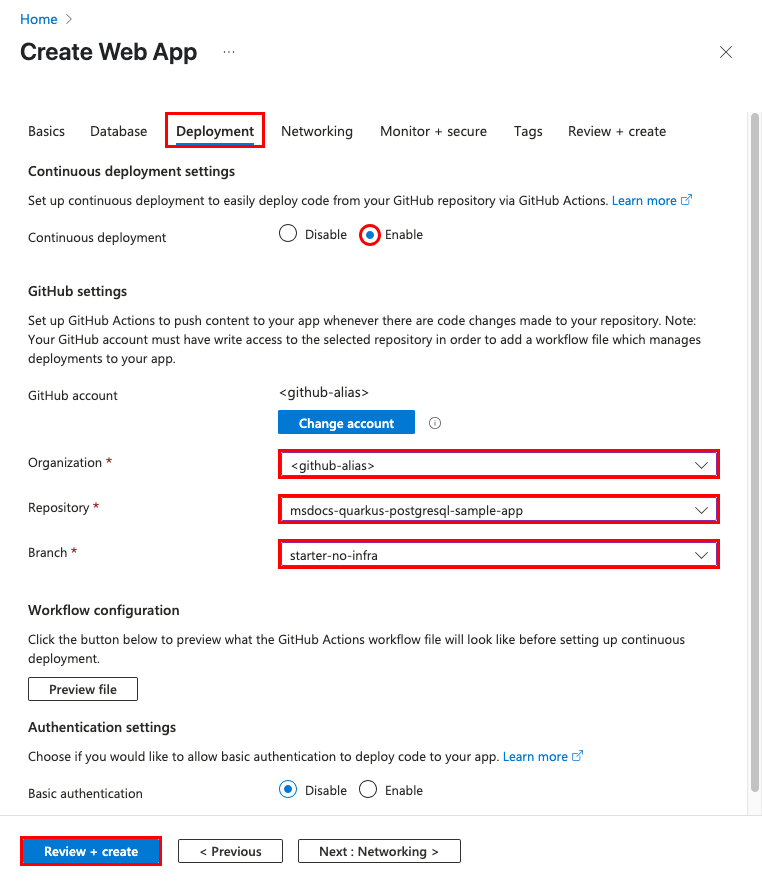 Home >
Create Web App ...
Basics Database Deployment Networking Monitor + secure Tags Review + create
Continuous deployment settings
Set up continuous deployment to easily deploy code from your GitHub repository via GitHub Actions. Learn more
Continuous deployment Disable Enable
GitHub settings
Set up GitHub Actions to push content to your app whenever there are code changes made to your repository. Note:
Your GitHub account must have write access to the selected repository in order to add a workflow file which manages
deployments to your app.
GitHub account <github-alias>
Change account
Organization * <github-alias>
Repository * msdocs-quarkus-postgresql-sample-app
Branch * starter-no-infra
Workflow configuration
Click the button below to preview what the GitHub Actions workflow file will look like before setting up continuous
deployment.
Preview file
Authentication settings
Choose if you would like to allow basic authentication to deploy code to your app. Learn more
Basic authentication Disable Enable
Review + create < Previous Next : Networking >